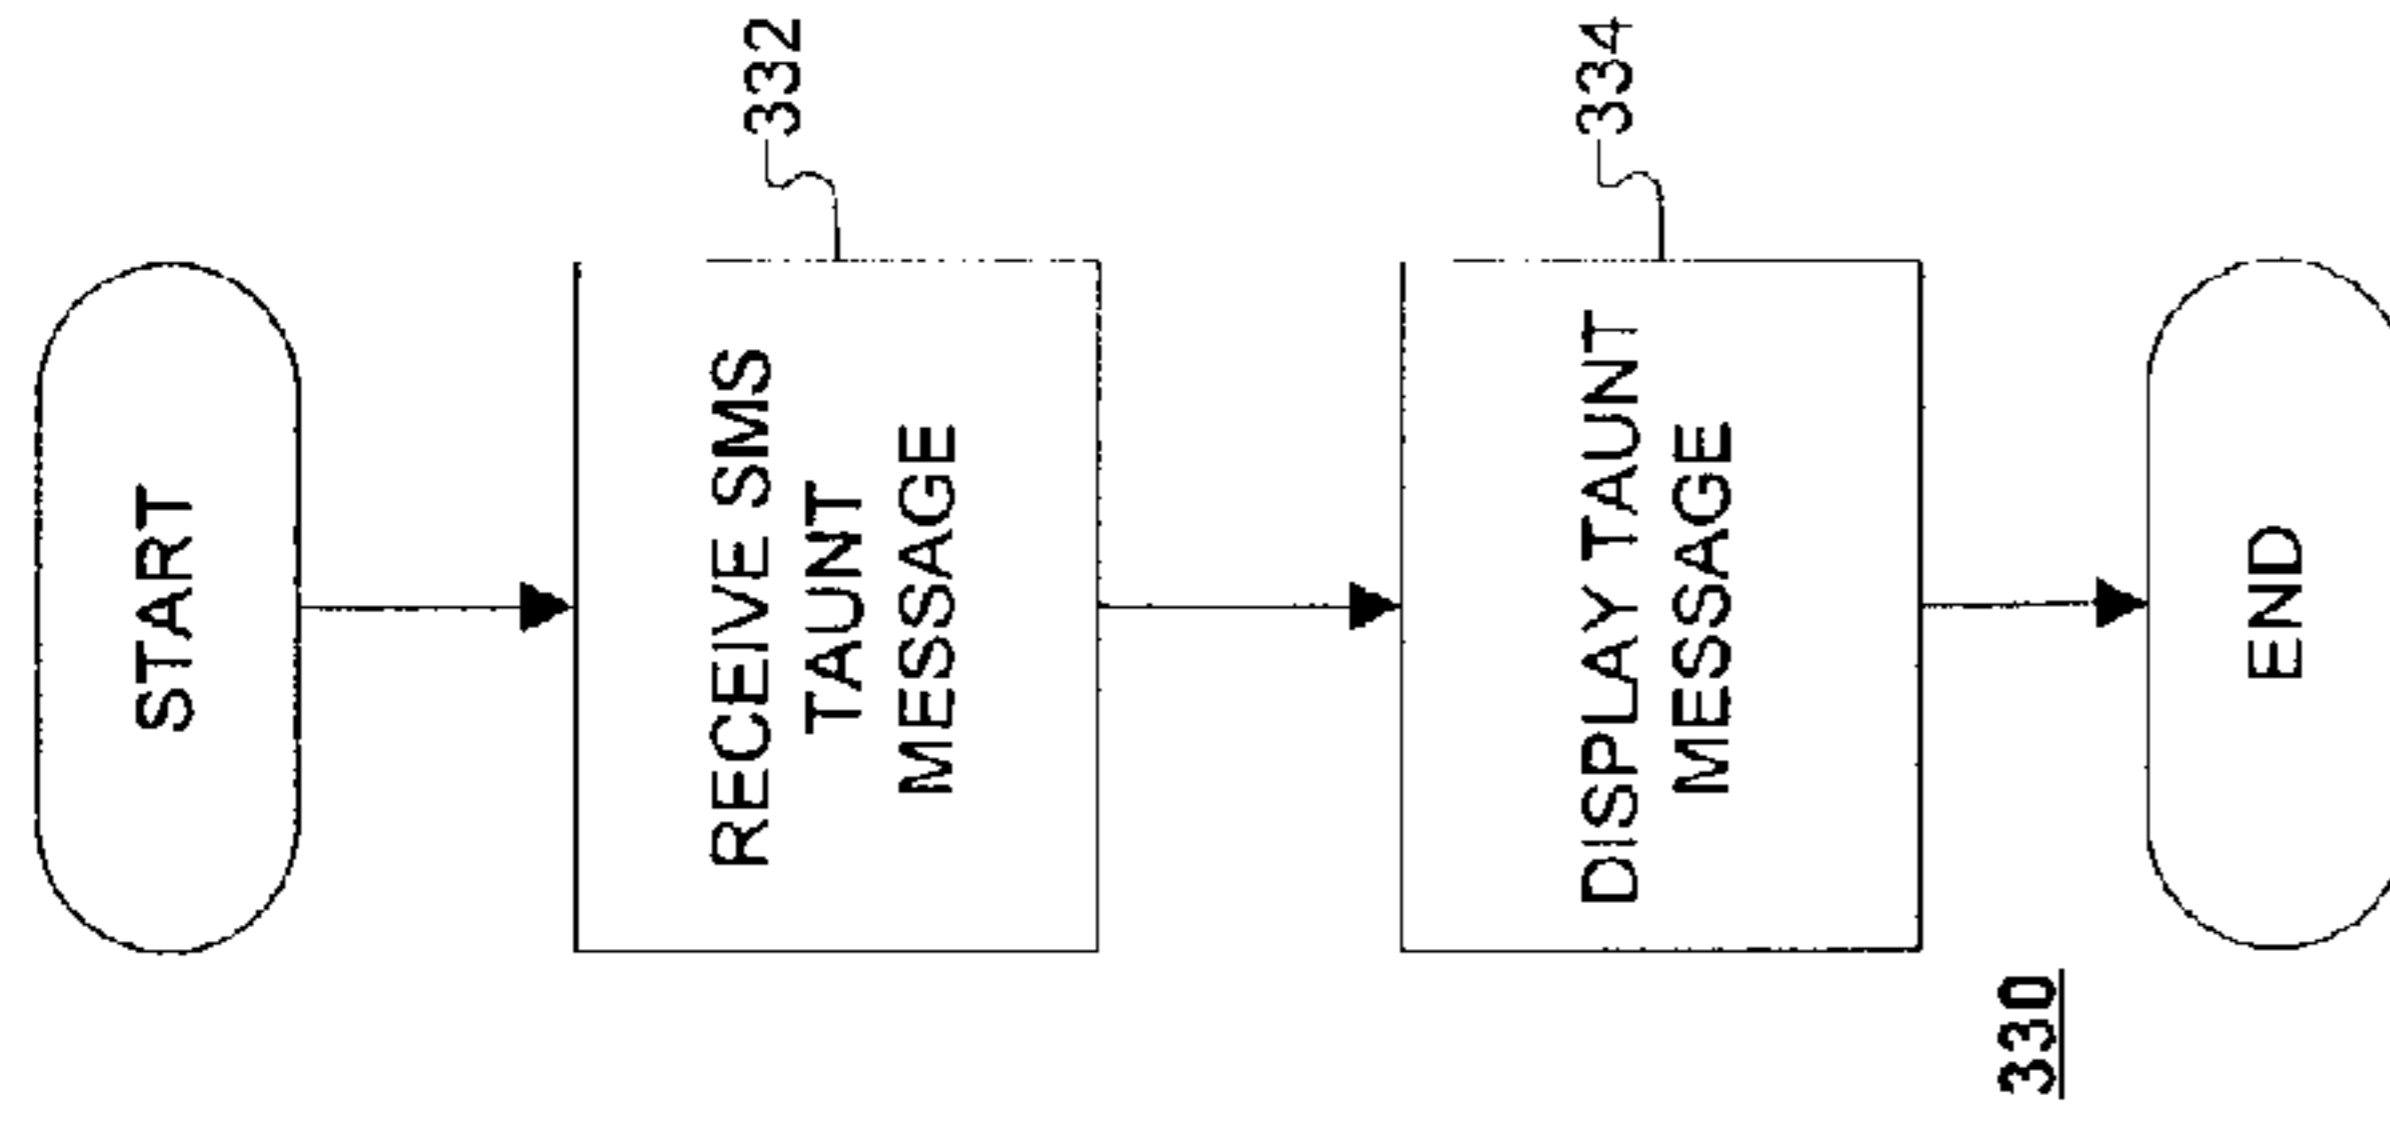 START
RECEIVE SMS
TAUNT
MESSAGE
332
DISPLAY TAUNT
MESSAGE
334
330
END